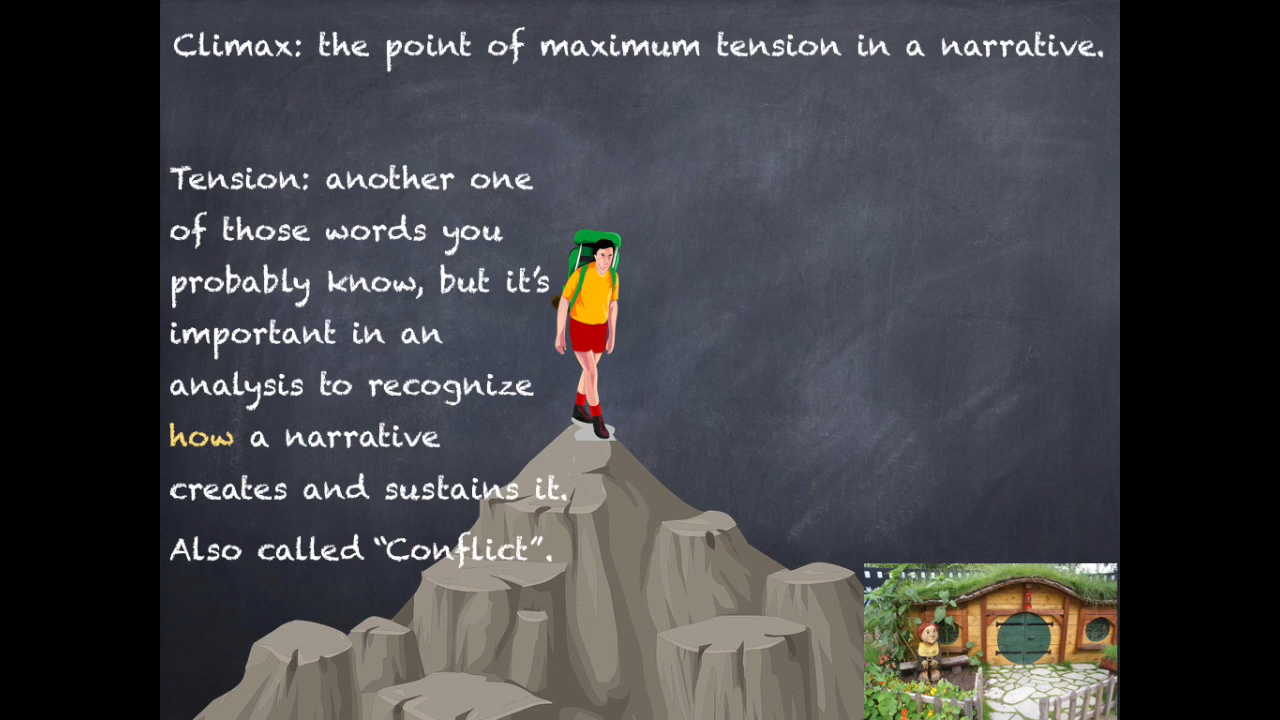 Climax: the point of maximum tension in a narrative.
Tension: another one
of those words you
probably know, but it's
important in an
analysis to recognize
how a narrative
creates and sustains it.
Also called “Conflict”.